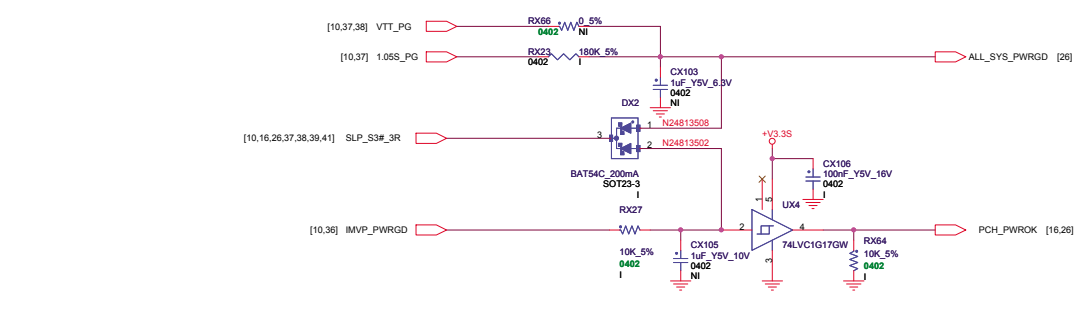 [10,37,38] VTT_PG
RX66 0_5%
0402 NI
[10,37] 1.05S_PG
RX23 180K_5%
0402 I
ALL_SYS_PWRGD [26]
CX103
1uF_Y5V_6.3V
0402
NI
DX2
1 N24813508
[10,16,26,37,38,39,41] SLP_S3#_3R
3
2 N24813502
+V3.3S
BAT54C_200mA
SOT23-3
I
CX106
100nF_Y5V_16V
0402
I
1 5
RX27
UX4
[10,36] IMVP_PWRGD
2 4
PCH_PWROK [16,26]
10K_5%
0402
I
CX105
1uF_Y5V_10V
0402
NI
74LVC1G17GW
3
RX64
10K_5%
0402
I